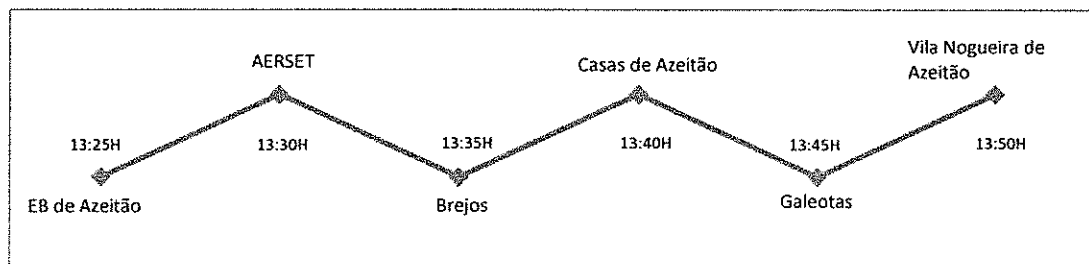 AERSET
Casas de Azeitão
Vila Nogueira de
Azeitão
13:25H
13:30H
13:35H
13:40H
13:45H
13:50H
EB de Azeitão
Brejos
Galeotas